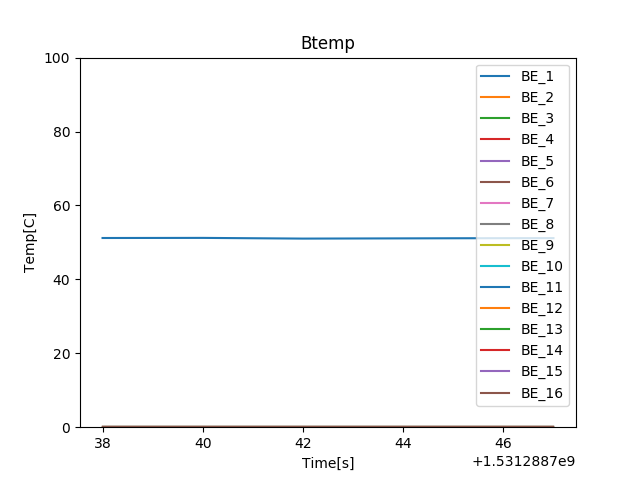 Btemp
100
80
60
40
20
0
Temp[C]
38 40 42 44 46
Time[s]
+1.5312887e9
BE_1
BE_2
BE_3
BE_4
BE_5
BE_6
BE_7
BE_8
BE_9
BE_10
BE_11
BE_12
BE_13
BE_14
BE_15
BE_16